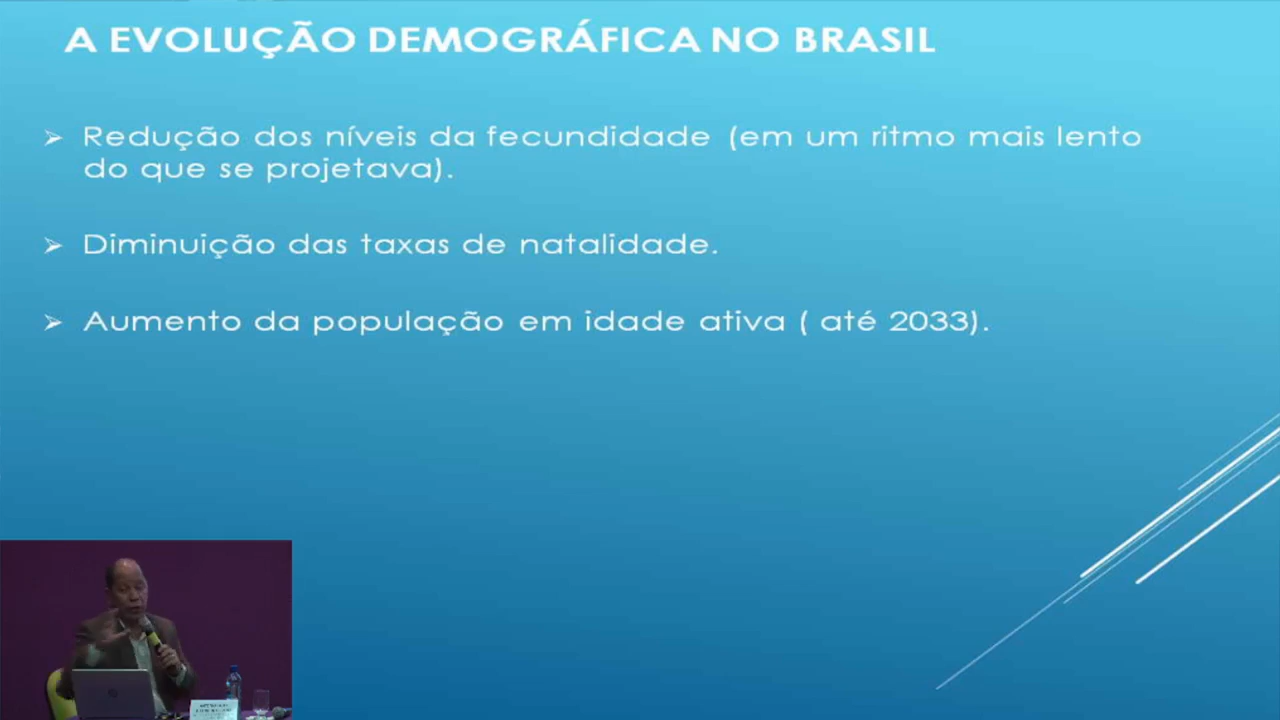 A EVOLUÇÃO DEMOGRÁFICA NO BRASIL
➢ Redução dos níveis da fecundidade (em um ritmo mais lento
do que se projetava).
➢ Diminuição das taxas de natalidade.
➢ Aumento da população em idade ativa ( até 2033).